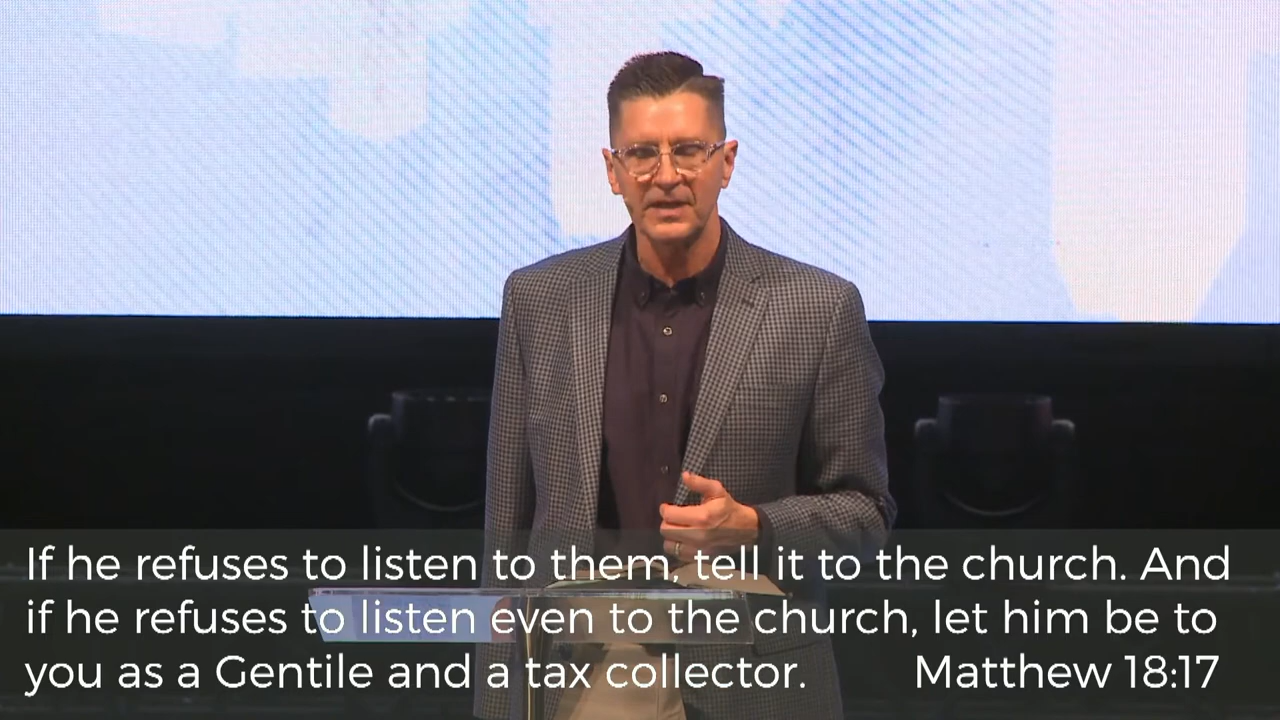 If he refuses to listen to them, tell it to the church. And
if he refuses to listen even to the church, let him be to
you as a Gentile and a tax collector. Matthew 18:17